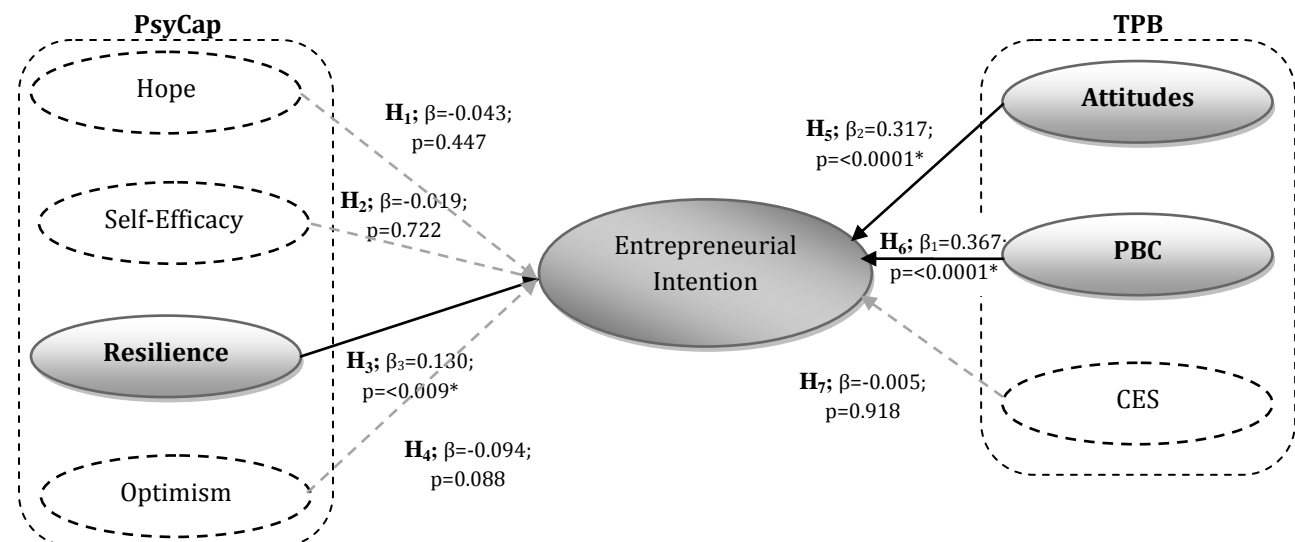 PsyCap
Hope
Self-Efficacy
Resilience
Optimism
H1; β=-0.043;
p=0.447
H2; β=-0.019;
p=0.722
H3; β3=0.130;
p=<0.009*
H4; β=-0.094;
p=0.088
Entrepreneurial
Intention
TPB
Attitudes
PBC
CES
H5; β2=0.317;
p=<0.0001*
H6; β1=0.367;
p=<0.0001*
H7; β=-0.005;
p=0.918